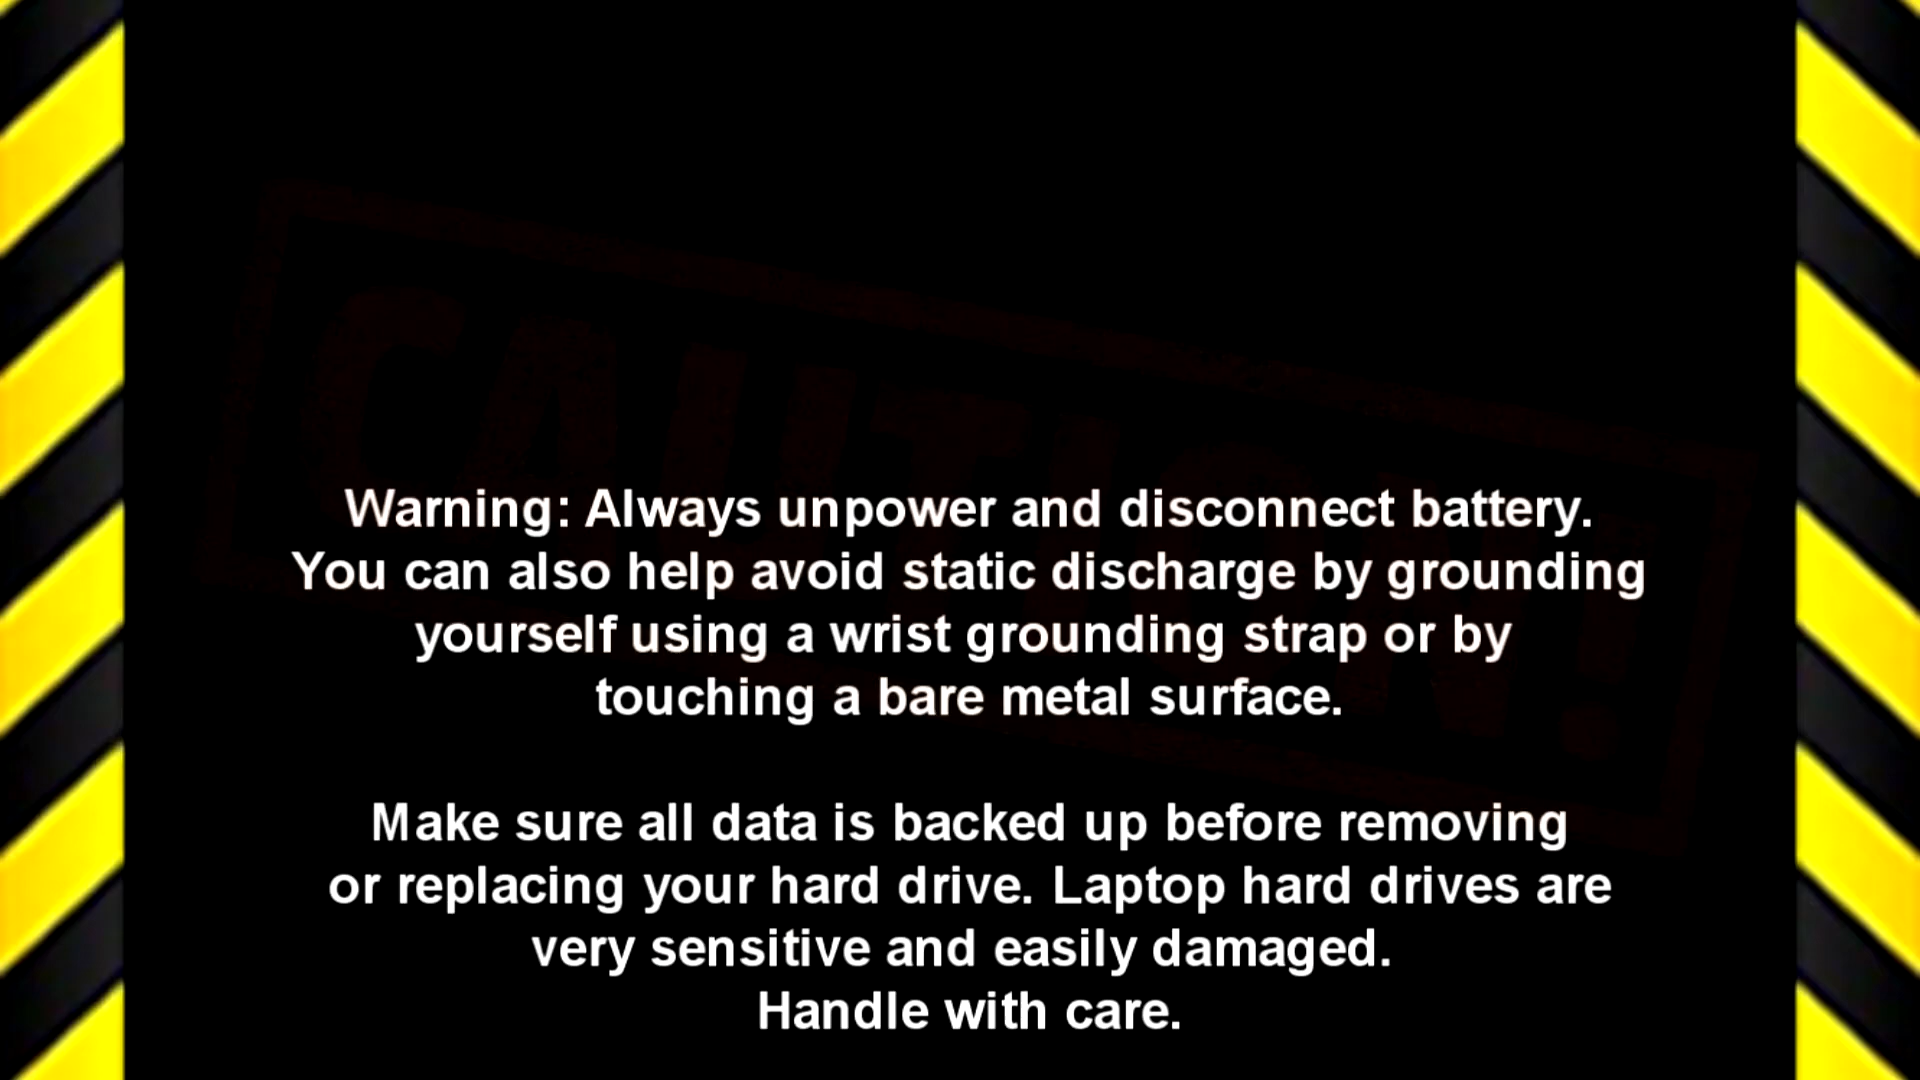 CAUTION!
Warning: Always unpower and disconnect battery.
You can also help avoid static discharge by grounding
yourself using a wrist grounding strap or by
touching a bare metal surface.
Make sure all data is backed up before removing
or replacing your hard drive. Laptop hard drives are
very sensitive and easily damaged.
Handle with care.